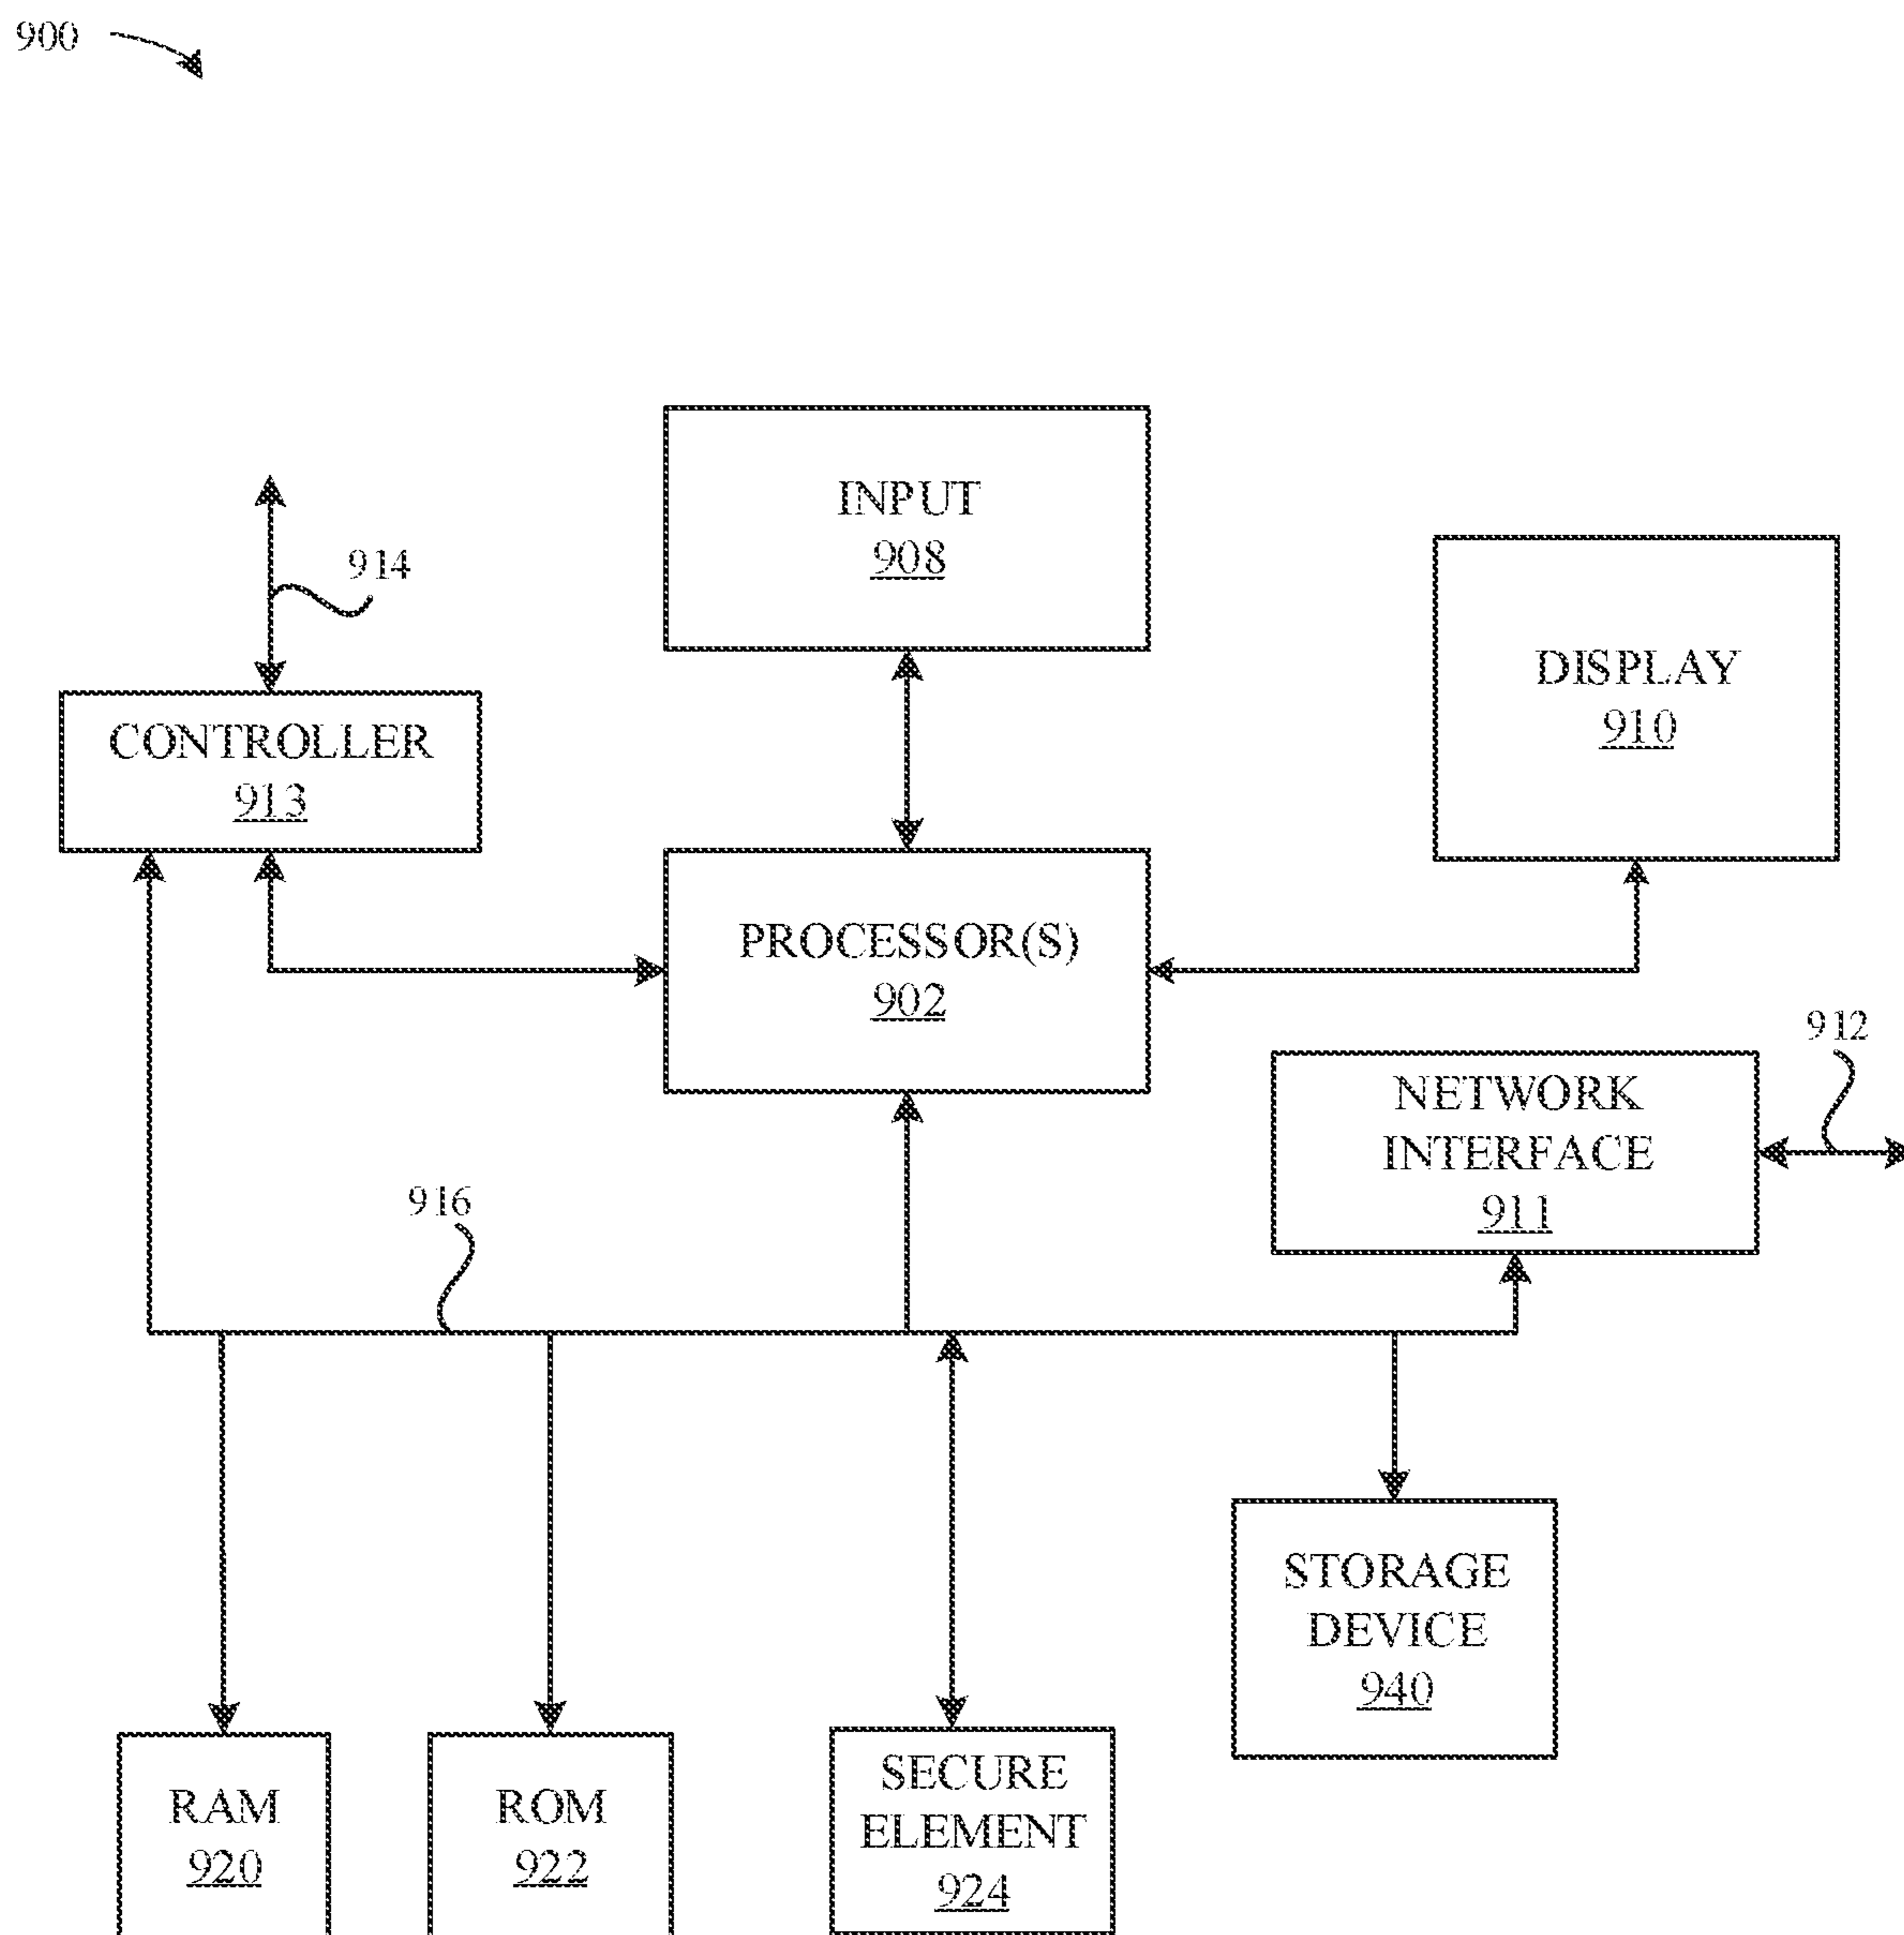 900
INPUT
908
914
DISPLAY
910
CONTROLLER
913
PROCESSOR(S)
902
912
NETWORK
INTERFACE
911
916
STORAGE
DEVICE
940
RAM
920
ROM
922
SECURE
ELEMENT
924